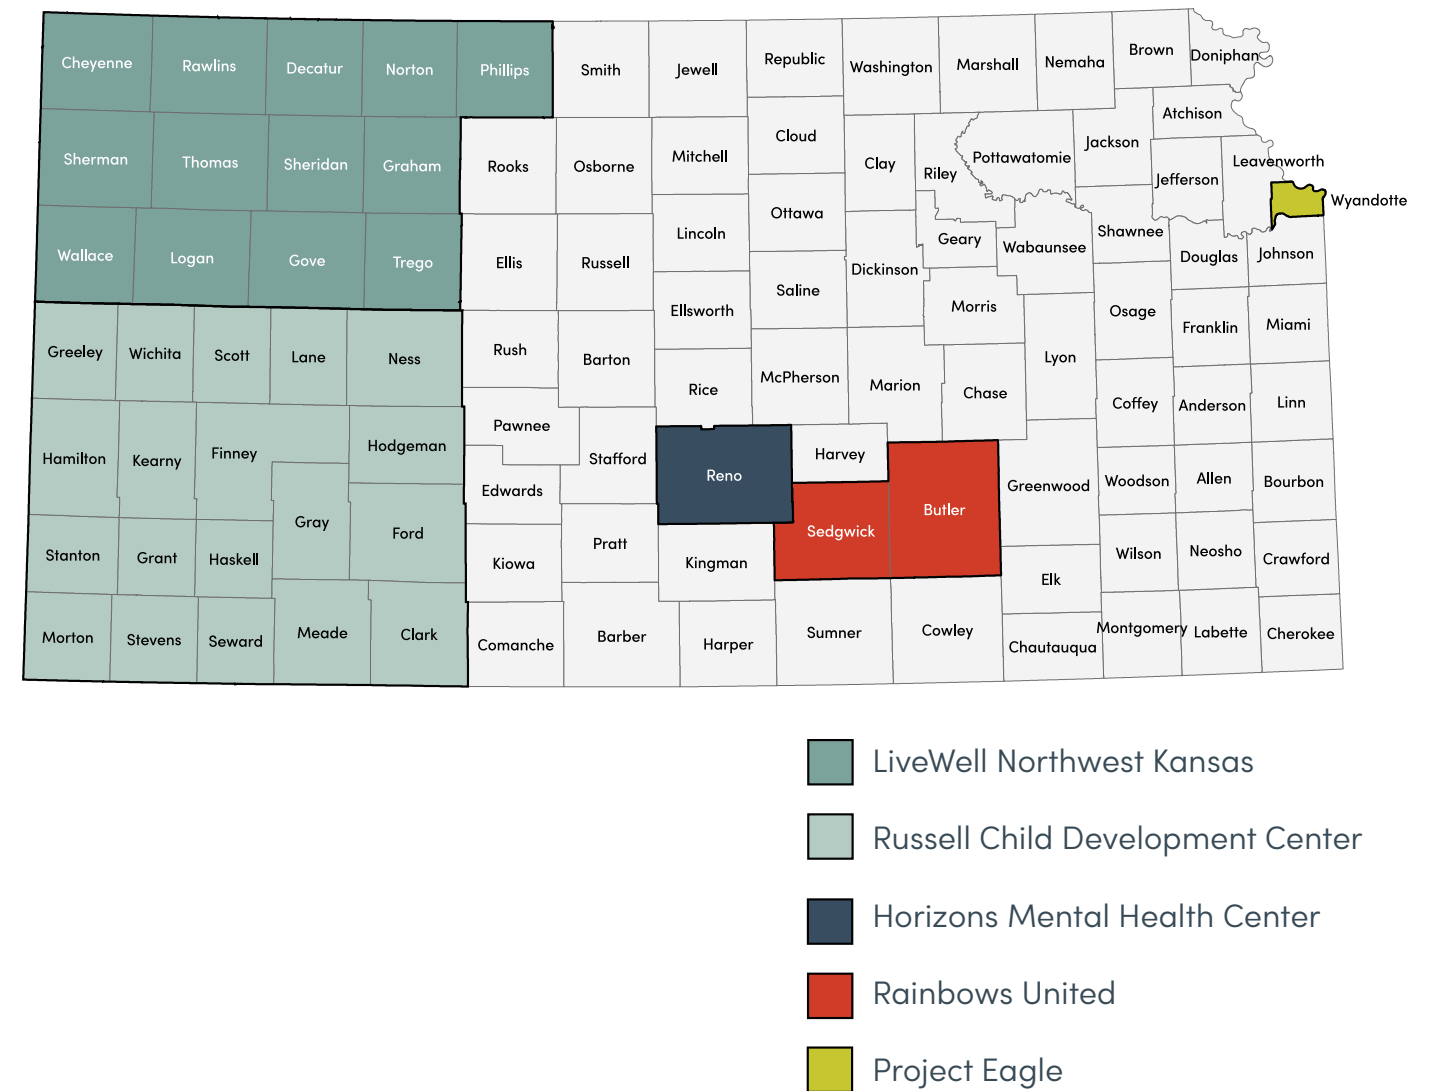 Cheyenne
Rawlins
Decatur
Norton
Phillips
Smith
Jewell
Republic
Washington
Marshall
Nemaha
Brown
Doniphan
Atchison
Sherman
Thomas
Sheridan
Graham
Rooks
Osborne
Mitchell
Cloud
Clay
Riley
Pottawatomie
Jackson
Jefferson
Leavenworth
Wyandotte
Wallace
Logan
Gove
Trego
Ellis
Russell
Lincoln
Ottawa
Saline
Dickinson
Geary
Wabaunsee
Shawnee
Douglas
Johnson
Greeley
Wichita
Scott
Lane
Ness
Rush
Barton
Ellsworth
Rice
McPherson
Marion
Morris
Chase
Lyon
Osage
Franklin
Miami
Hamilton
Kearny
Finney
Hodgeman
Pawnee
Stafford
Edwards
Reno
Harvey
Sedgwick
Butler
Greenwood
Coffey
Anderson
Linn
Woodson
Allen
Bourbon
Stanton
Grant
Haskell
Gray
Ford
Kiowa
Pratt
Kingman
Elk
Wilson
Neosho
Crawford
Morton
Stevens
Seward
Meade
Clark
Comanche
Barber
Harper
Sumner
Cowley
Chautauqua
Montgomery
Labette
Cherokee
LiveWell Northwest Kansas
Russell Child Development Center
Horizons Mental Health Center
Rainbows United
Project Eagle